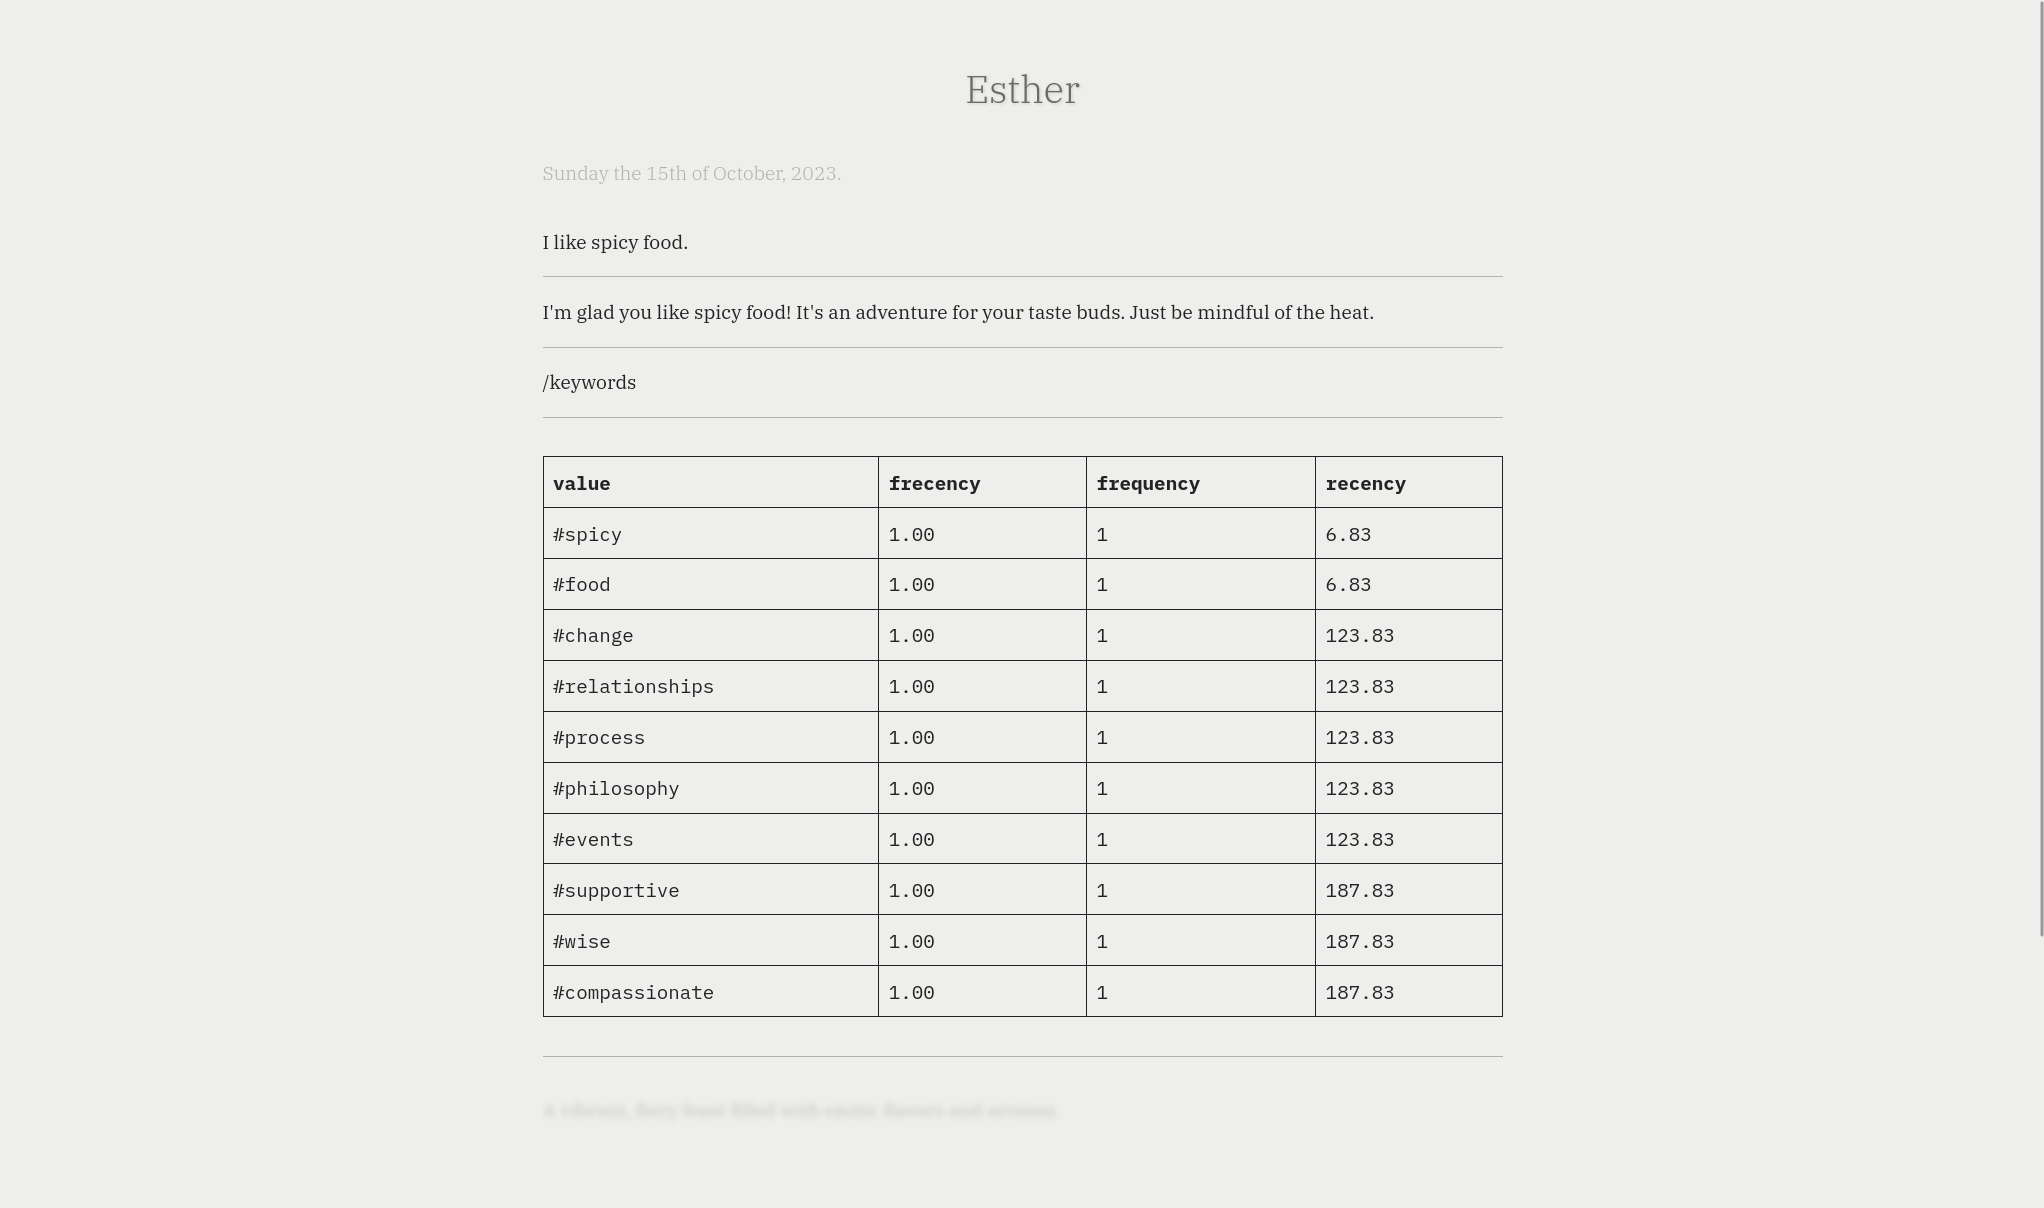 Esther
Sunday the 15th of October, 2023.
I like spicy food.
I'm glad you like spicy food! It's an adventure for your taste buds. Just be mindful of the heat.
/keywords
value frecency frequency recency
#spicy 1.00 1 6.83
#food 1.00 1 6.83
#change 1.00 1 123.83
#relationships 1.00 1 123.83
#process 1.00 1 123.83
#philosophy 1.00 1 123.83
#events 1.00 1 123.83
#supportive 1.00 1 187.83
#wise 1.00 1 187.83
#compassionate 1.00 1 187.83
A vibrant, fiery feast filled with exotic flavors and aromas.